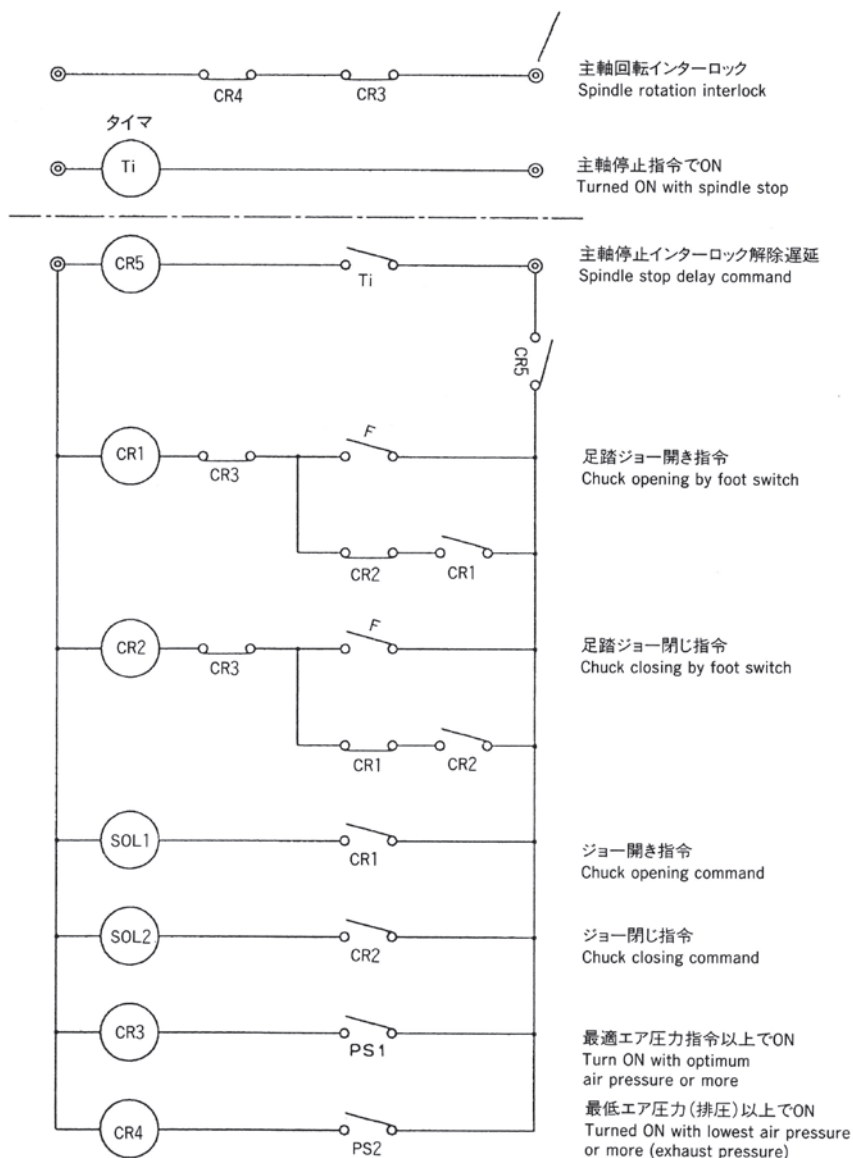 主軸回転インターロック
Spindle rotation interlock
CR4
CR3
タイマ
Ti
主軸停止指令でON
Turned ON with spindle stop
CR5
Ti
主軸停止インターロック解除遅延
Spindle stop delay command
CR5
CR1
CR3
F
足踏ジョー開き指令
Chuck opening by foot switch
CR2
CR1
CR2
CR3
F
足踏ジョー閉じ指令
Chuck closing by foot switch
CR1
CR2
SOL1
CR1
ジョー開き指令
Chuck opening command
SOL2
CR2
ジョー閉じ指令
Chuck closing command
CR3
PS1
最適エア圧力指令以上でON
Turn ON with optimum
air pressure or more
CR4
PS2
最低エア圧力(排圧)以上でON
Turned ON with lowest air pressure
or more (exhaust pressure)